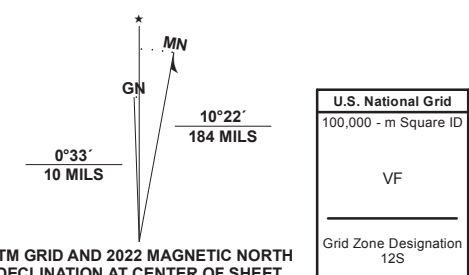 ★
MN
GN
10°22´
184 MILS
0°33´
10 MILS
TM GRID AND 2022 MAGNETIC NORTH
DECLINATION AT CENTER OF SHEET
U.S. National Grid
100,000 - m Square ID
VF
Grid Zone Designation
12S